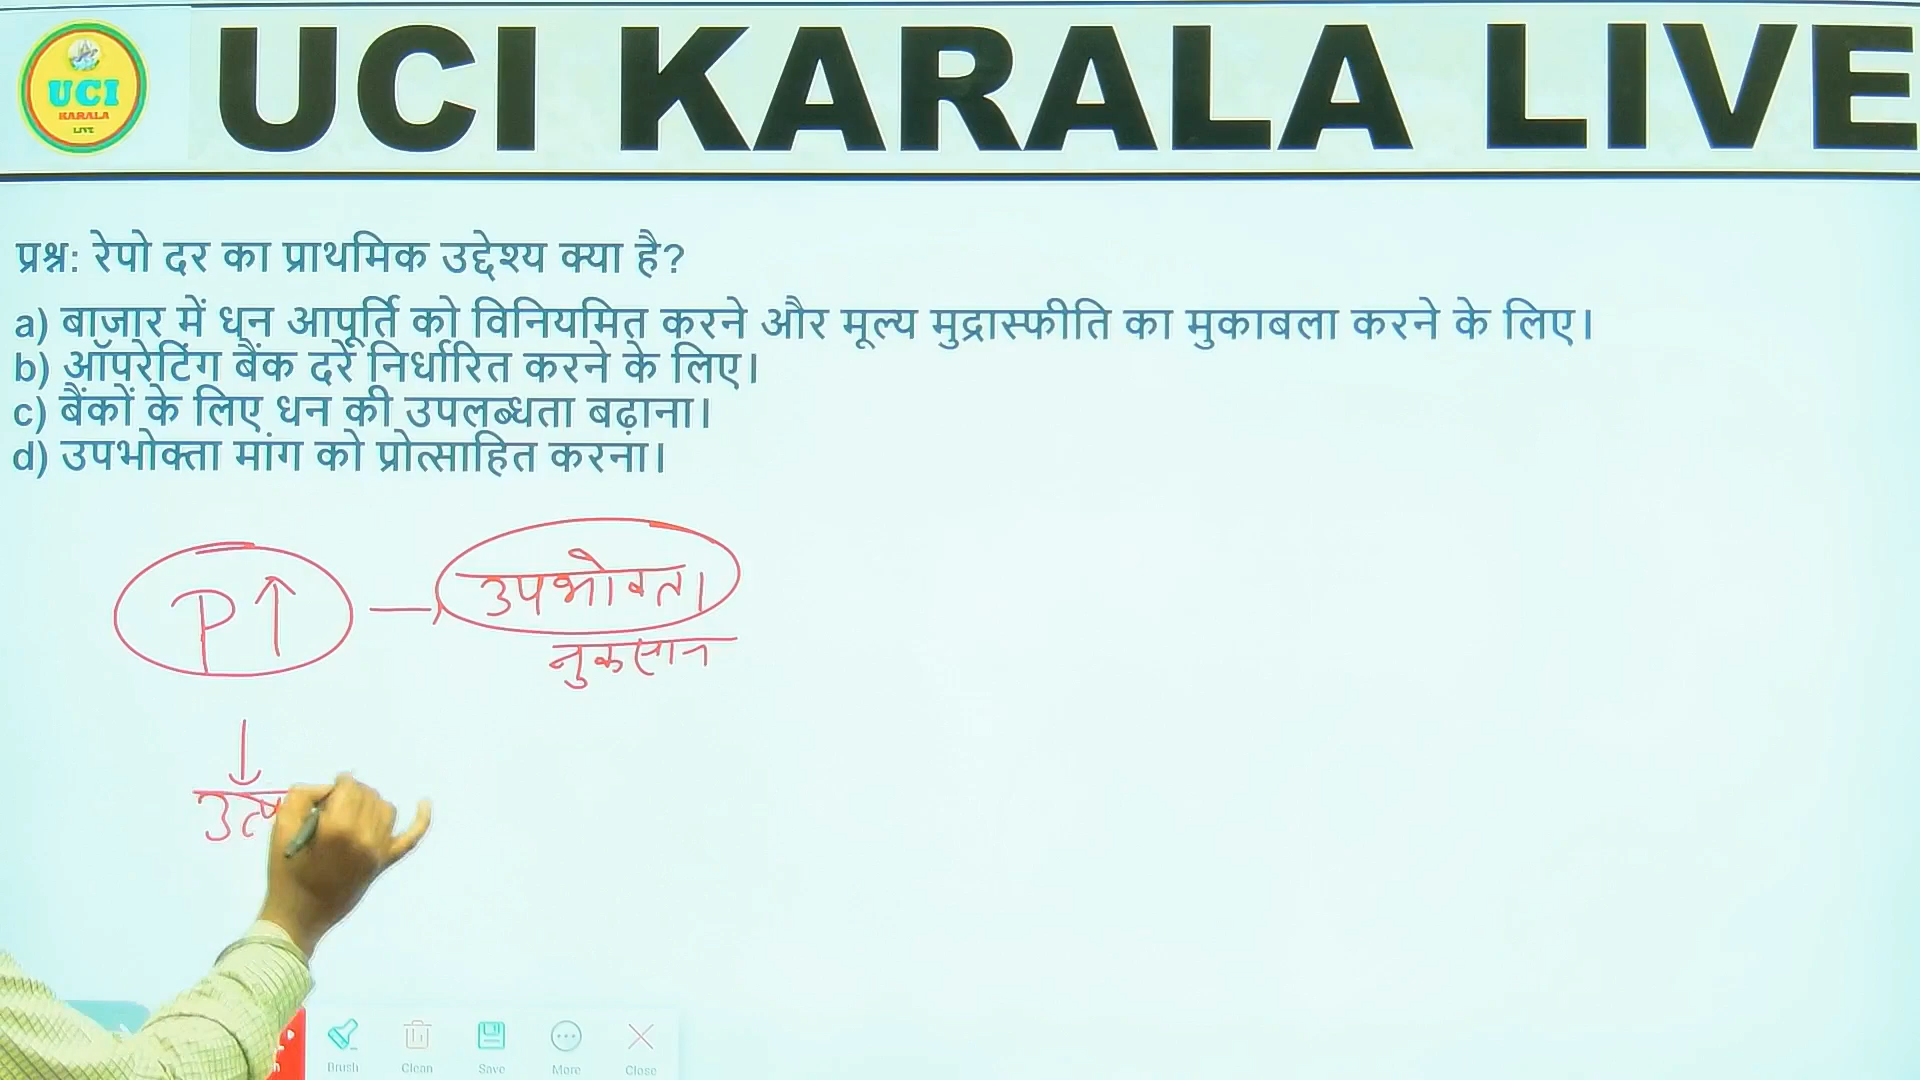 UCI KARALA LIVE
UCI
KARALA
LIVE
प्रश्न: रेपो दर का प्राथमिक उद्देश्य क्या है?
a) बाजार में धन आपूर्ति को विनियमित करने और मूल्य मुद्रास्फीति का मुकाबला करने के लिए।
b) ऑपरेटिंग बैंक दरें निर्धारित करने के लिए।
c) बैंकों के लिए धन की उपलब्धता बढ़ाना।
d) उपभोक्ता मांग को प्रोत्साहित करना।
P↑ → उपभोक्ता
नुकसान
↓
Brush Clean Save More Close